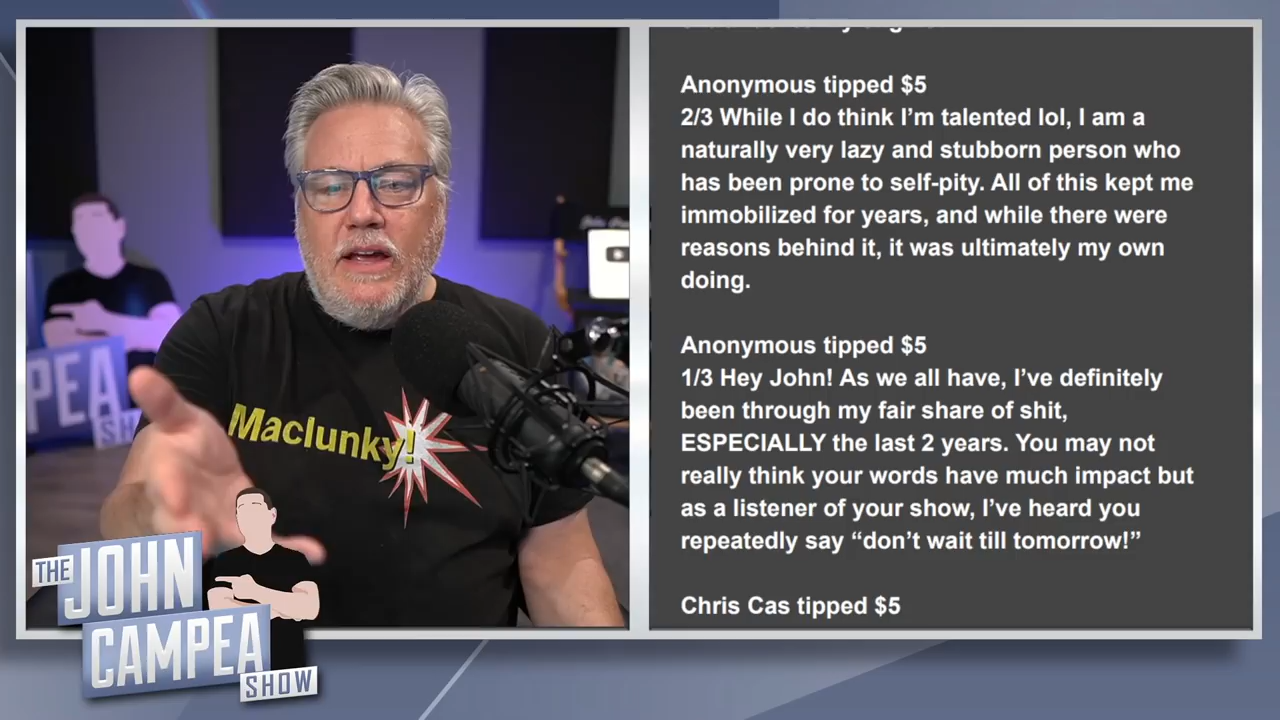 Maclunky!
PEA
SH
THE
JOHN
CAMPEA
SHOW
Anonymous tipped $5
2/3 While I do think I’m talented lol, I am a
naturally very lazy and stubborn person who
has been prone to self-pity. All of this kept me
immobilized for years, and while there were
reasons behind it, it was ultimately my own
doing.
Anonymous tipped $5
1/3 Hey John! As we all have, I’ve definitely
been through my fair share of shit,
ESPECIALLY the last 2 years. You may not
really think your words have much impact but
as a listener of your show, I’ve heard you
repeatedly say “don’t wait till tomorrow!”
Chris Cas tipped $5